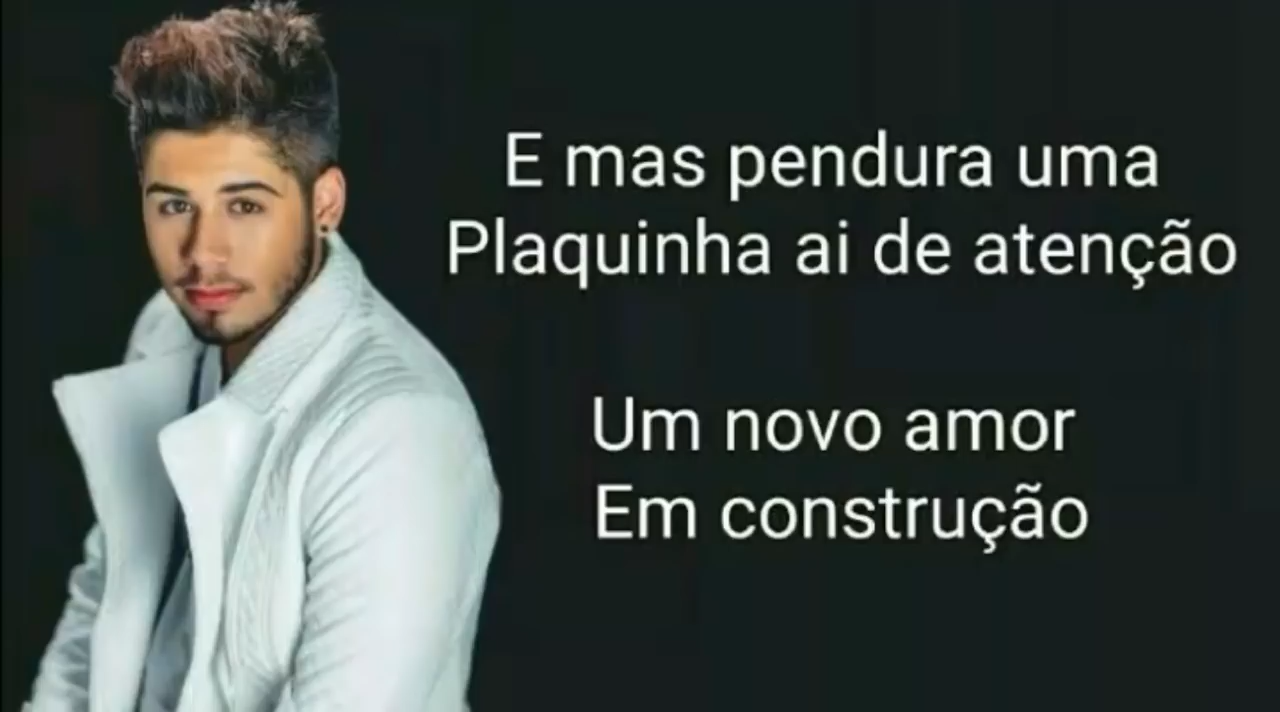 E mas pendura uma
Plaquinha ai de atenção
Um novo amor
Em construção